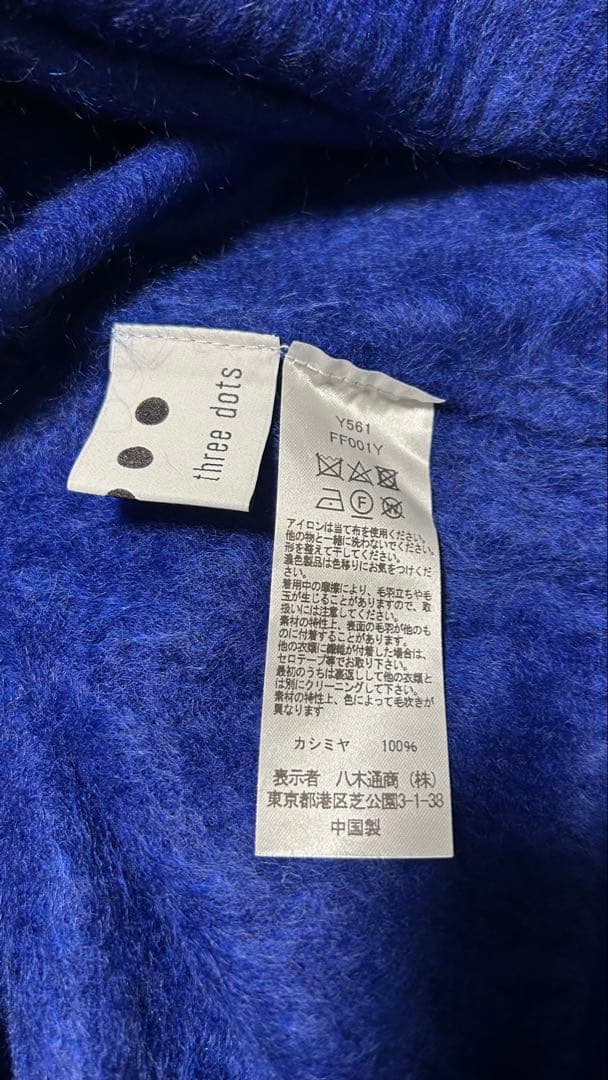 three dots
Y561
FF001Y
アイロンは当て布を使用ください。
他の物と一緒に洗わないでください。
形を整えて干してください。
濃色製品は色移りにお気をつけくだ
さい。
着用中の摩擦により、毛羽立ちや毛
玉が生じることがありますので、取
扱いには注意してください。
素材の特性上、表面の毛羽が他のも
のに付着することがあります。
他の衣類に繊維が付着した場合は、
セロテープ等でお取り下さい。
最初のうちは裏返しして他の衣類と
は別にクリーニングして下さい。
素材の特性上、色によって毛吹きが
異なります
カシミヤ 100%
表示者 八木通商(株)
東京都港区芝公園3-1-38
中国製